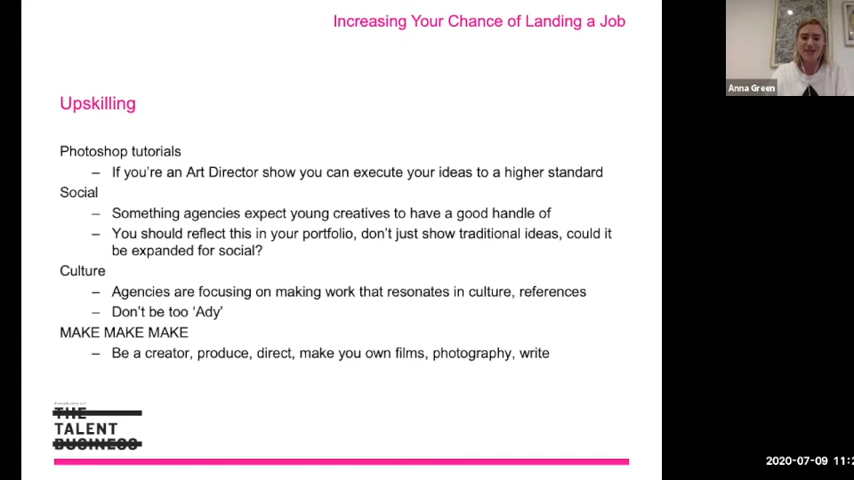 Increasing Your Chance of Landing a Job
Anna Green
Upskilling
Photoshop tutorials
– If you're an Art Director show you can execute your ideas to a higher standard
Social
– Something agencies expect young creatives to have a good handle of
– You should reflect this in your portfolio, don't just show traditional ideas, could it
be expanded for social?
Culture
– Agencies are focusing on making work that resonates in culture, references
– Don't be too 'Ady'
MAKE MAKE MAKE
– Be a creator, produce, direct, make you own films, photography, write
THE
TALENT
BUSINESS
2020-07-09 11:2